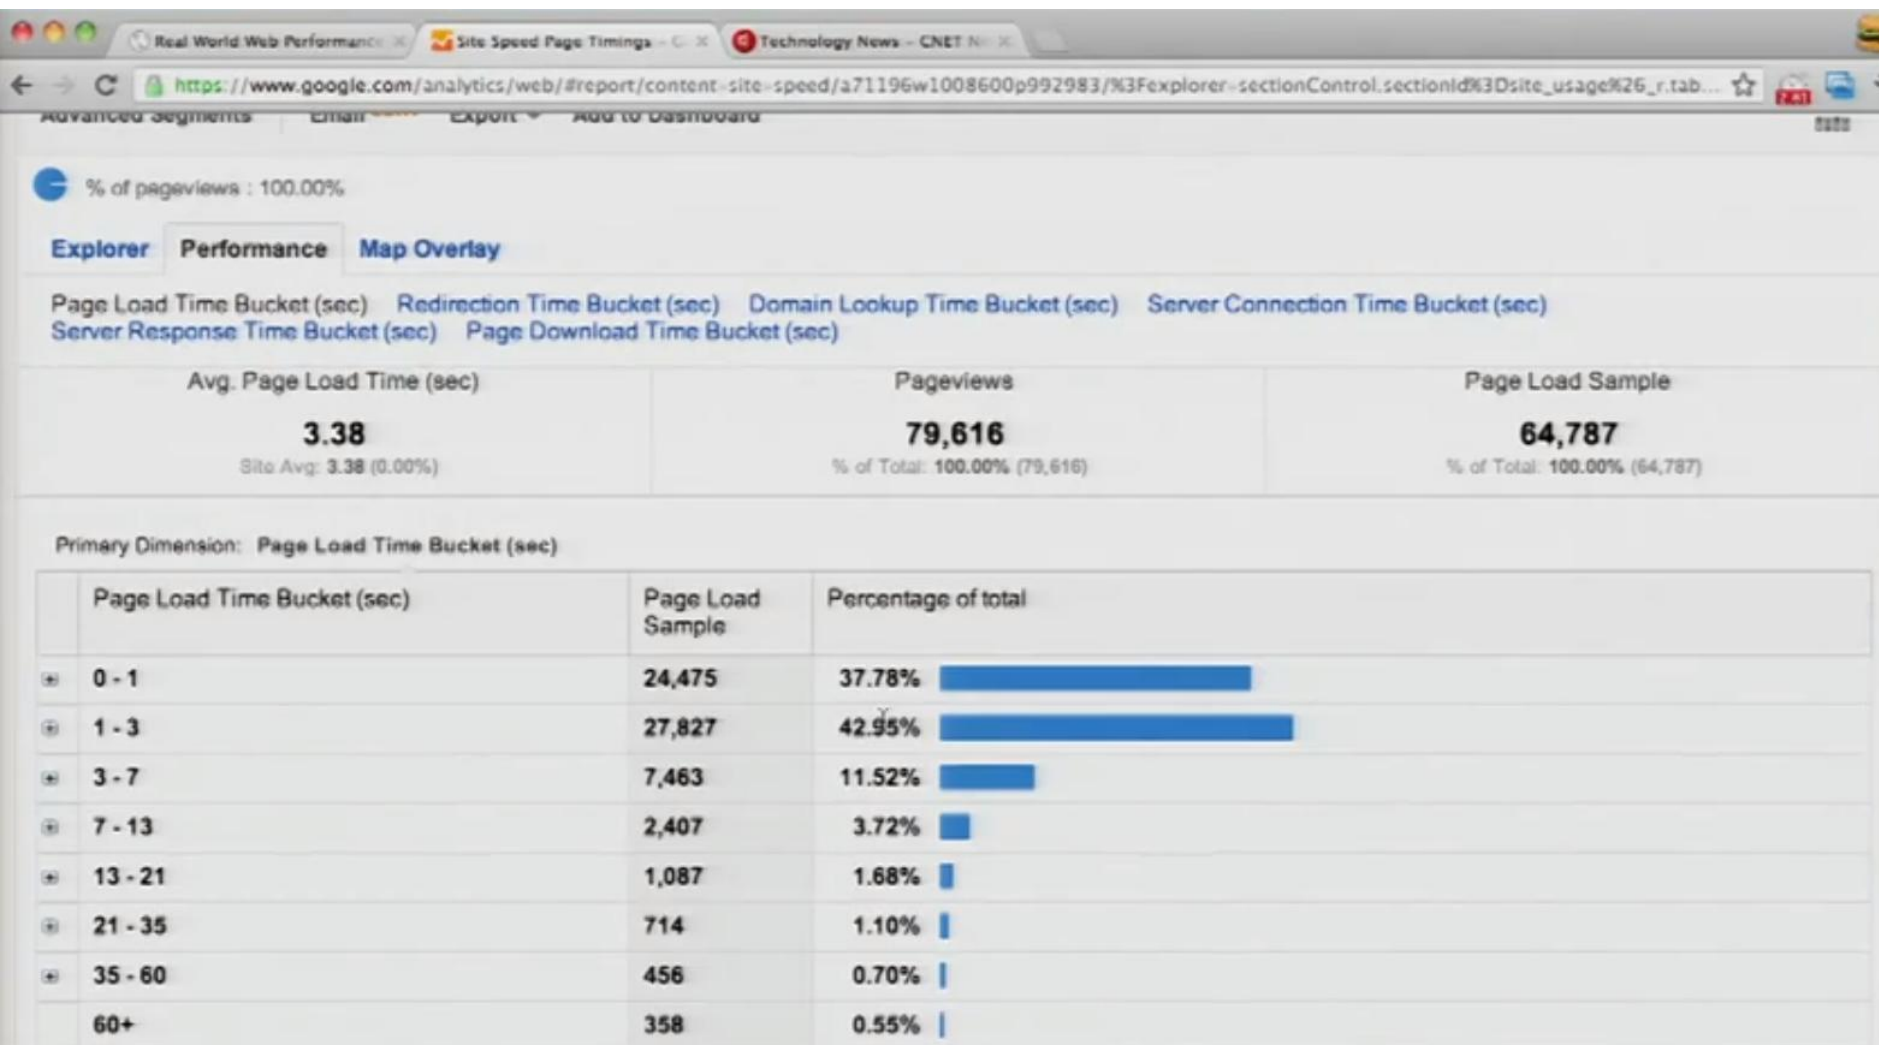 Real World Web Performanc
Site Speed Page Timings - G
Technology News - CNET N
https://www.google.com/analytics/web/#report/content-site-speed/a71196w1008600p992983/%3Fexplorer-sectionControl.sectionId%3Dsite_usage%26_r.tab...
Advanced Segments Email Export Add to Dashboard
% of pageviews : 100.00%
Explorer Performance Map Overlay
Page Load Time Bucket (sec) Redirection Time Bucket (sec) Domain Lookup Time Bucket (sec) Server Connection Time Bucket (sec)
Server Response Time Bucket (sec) Page Download Time Bucket (sec)
Avg. Page Load Time (sec) Pageviews Page Load Sample
3.38 79,616 64,787
Site Avg: 3.38 (0.00%) % of Total: 100.00% (79,616) % of Total: 100.00% (64,787)
Primary Dimension: Page Load Time Bucket (sec)
Page Load Time Bucket (sec) Page Load Percentage of total
Sample
0 - 1 24,475 37.78%
1 - 3 27,827 42.95%
3 - 7 7,463 11.52%
7 - 13 2,407 3.72%
13 - 21 1,087 1.68%
21 - 35 714 1.10%
35 - 60 456 0.70%
60+ 358 0.55%